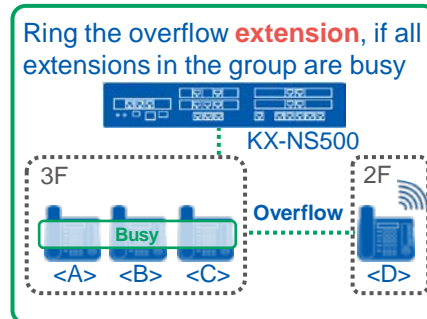 Ring the overflow extension, if all
extensions in the group are busy
KX-NS500
3F
2F
Overflow
Busy
<A> <B> <C>
<D>